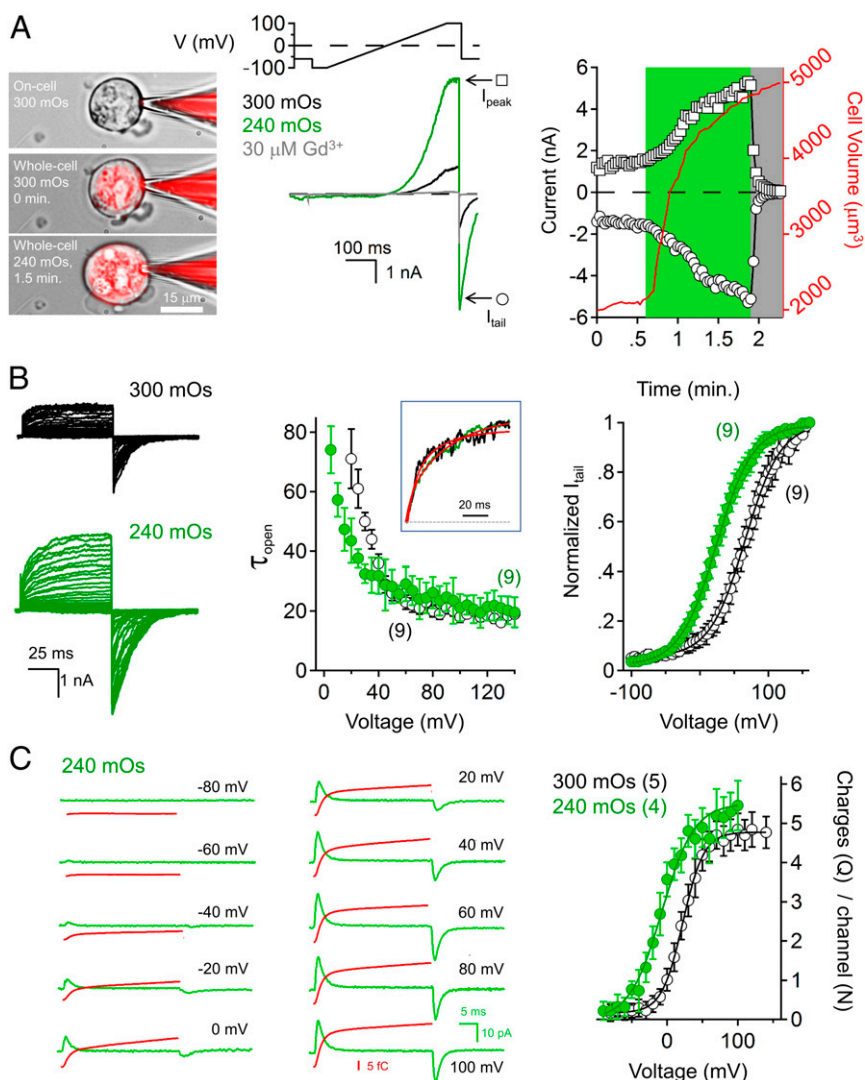 A
V (mV)
100
0
-100
On-cell
300 mOs
Whole-cell
300 mOs
0 min.
Whole-cell
240 mOs,
1.5 min.
15 μm
300 mOs
240 mOs
30 μM Gd3+
Ipeak
Itail
100 ms
1 nA
Current (nA)
6
4
2
0
2
4
-6
0
.5
1
1.5
2
Time (min.)
5000
4000
3000
2000
Cell Volume
(μm3)
B
300 mOs
240 mOs
25 ms
1 nA
τopen
80
60
40
20
0
0
40
80
120
Voltage (mV)
20 ms
(9)
(9)
Normalized Itail
1
.8
.6
.4
.2
0
-100
0
100
Voltage (mV)
(9)
(9)
C
240 mOs
-80 mV
-60 mV
-40 mV
-20 mV
0 mV
20 mV
40 mV
60 mV
80 mV
100 mV
5 ms
10 pA
5 fC
300 mOs (5)
240 mOs (4)
6
5
4
3
2
1
0
Charges (Q)
/ channel (N)
0
100
Voltage (mV)